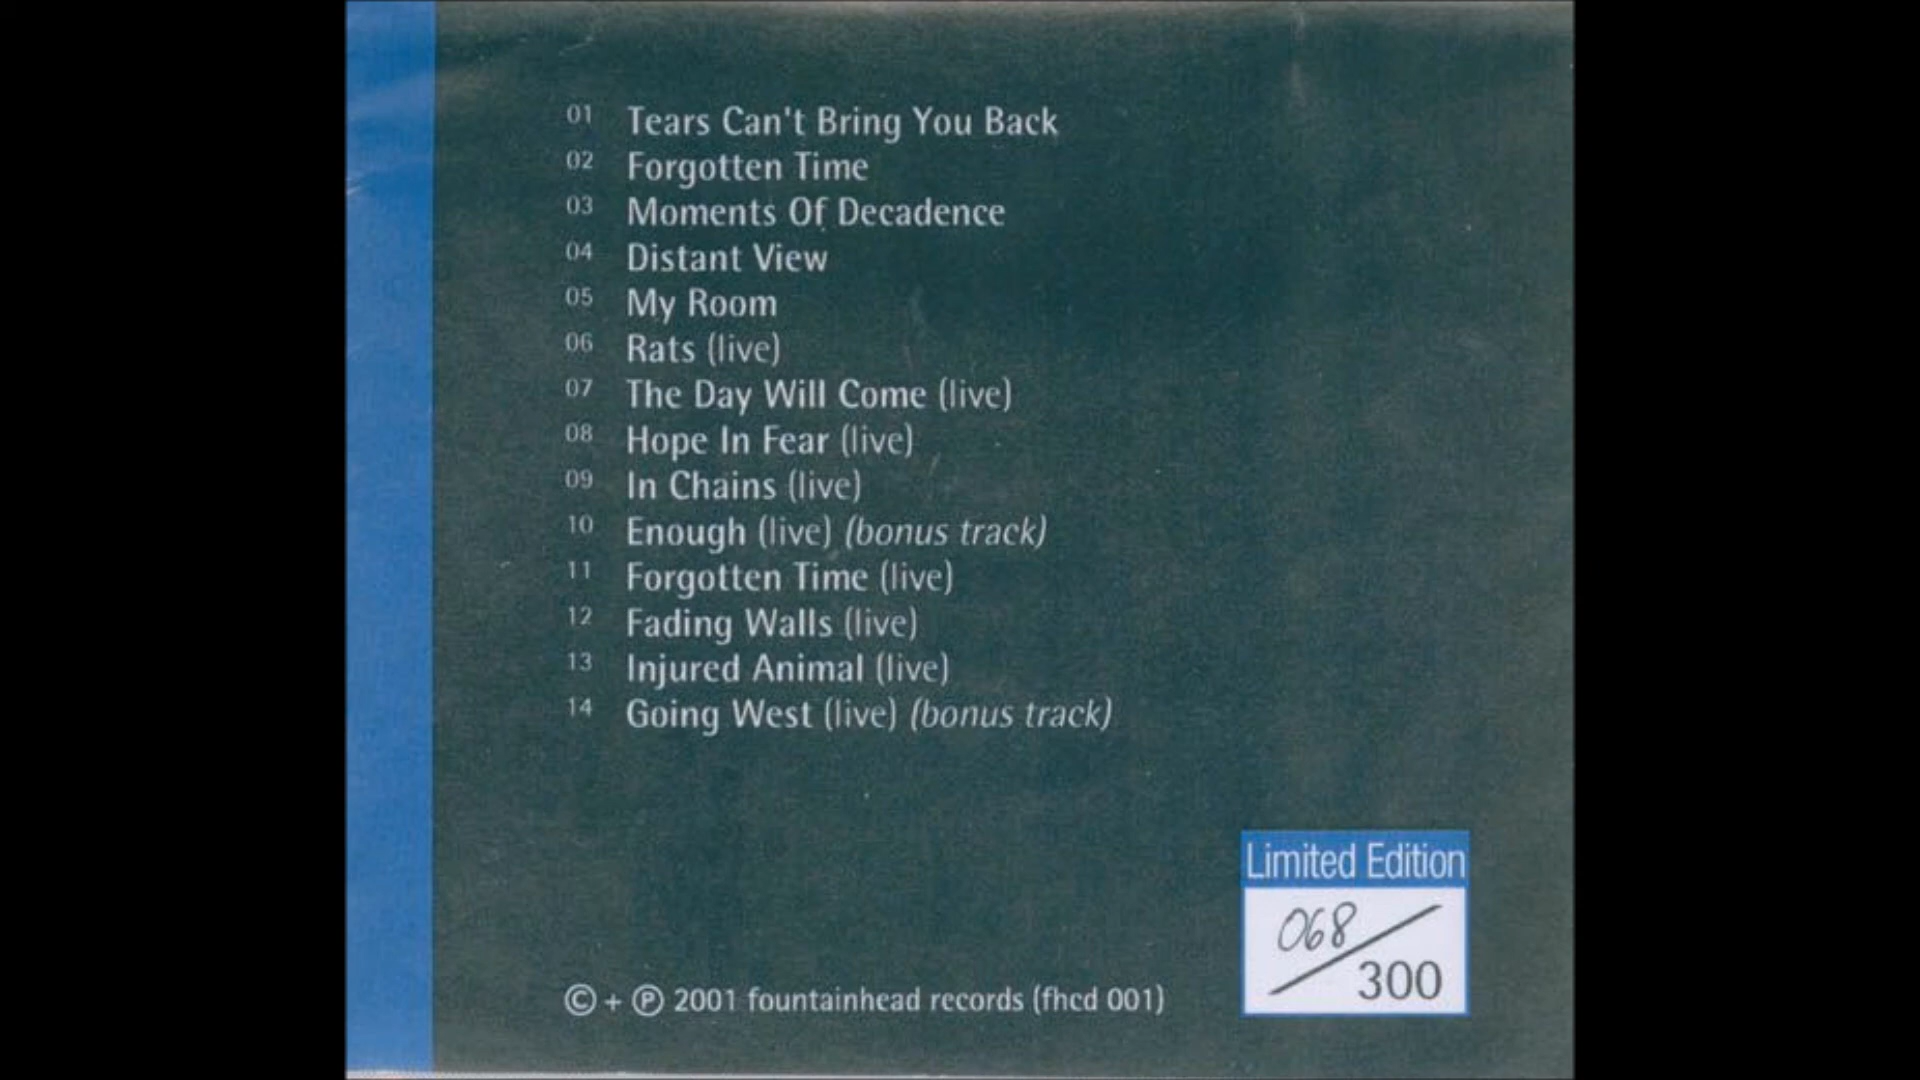 01 Tears Can't Bring You Back
02 Forgotten Time
03 Moments Of Decadence
04 Distant View
05 My Room
06 Rats (live)
07 The Day Will Come (live)
08 Hope In Fear (live)
09 In Chains (live)
10 Enough (live) (bonus track)
11 Forgotten Time (live)
12 Fading Walls (live)
13 Injured Animal (live)
14 Going West (live) (bonus track)
Limited Edition
068/300
© + ℗ 2001 fountainhead records (fhcd 001)